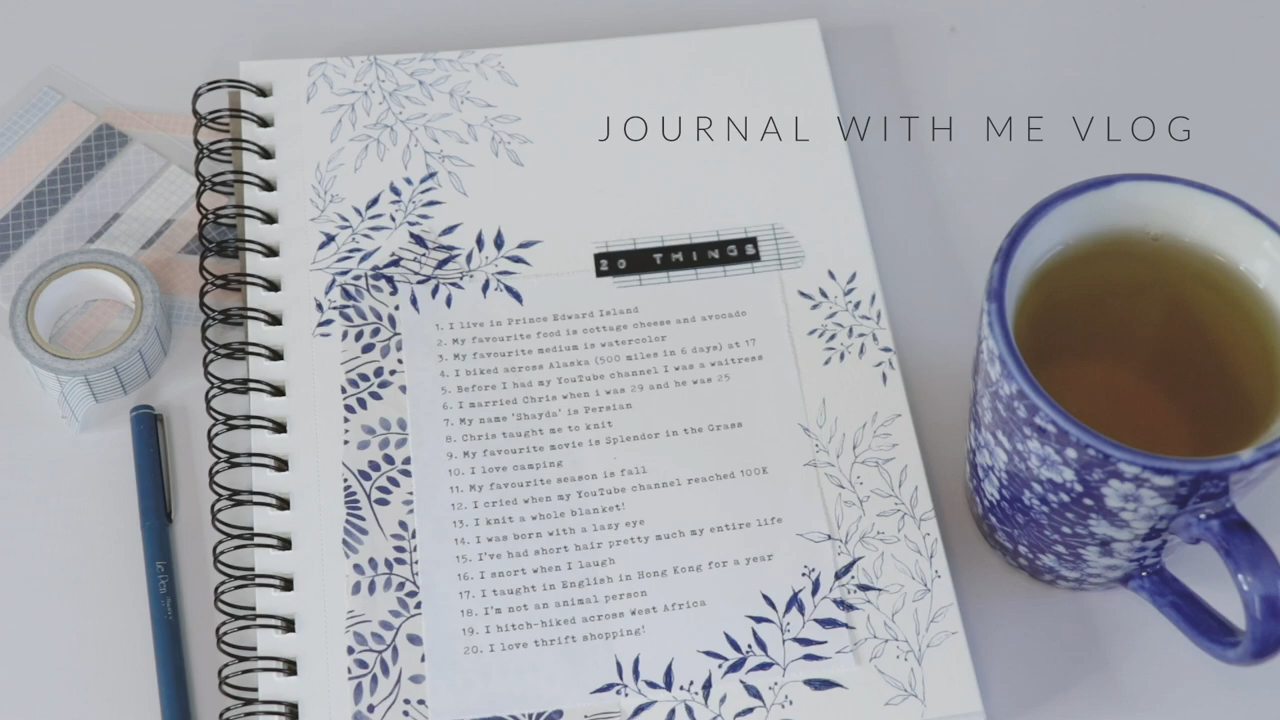 JOURNAL WITH ME VLOG
20 THINGS
1. I live in Prince Edward Island
2. My favourite food is cottage cheese and avocado
3. My favourite medium is watercolor
4. I biked across Alaska (500 miles in 6 days) at 17
5. Before I had my YouTube channel I was a waitress
6. I married Chris when i was 29 and he was 25
7. My name 'Shayda' is Persian
8. Chris taught me to knit
9. My favourite movie is Splendor in the Grass
10. I love camping
11. My favourite season is fall
12. I cried when my YouTube channel reached 100K
13. I knit a whole blanket!
14. I was born with a lazy eye
15. I've had short hair pretty much my entire life
16. I snort when I laugh
17. I taught in English in Hong Kong for a year
18. I'm not an animal person
19. I hitch-hiked across West Africa
20. I love thrift shopping!
Le Pen